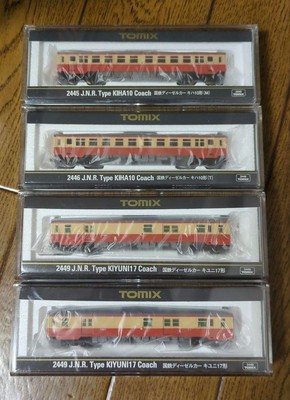 TOMIX
2445 J.N.R. Type KIHA10 Coach 国鉄ディーゼルカー キハ10形(M)
TOMIX
2446 J.N.R. Type KIHA10 Coach 国鉄ディーゼルカー キハ10形(T)
TOMIX
2449 J.N.R. Type KIYUNI17 Coach 国鉄ディーゼルカー キユニ17形
TOMIX
2449 J.N.R. Type KIYUNI17 Coach 国鉄ディーゼルカー キユニ17形